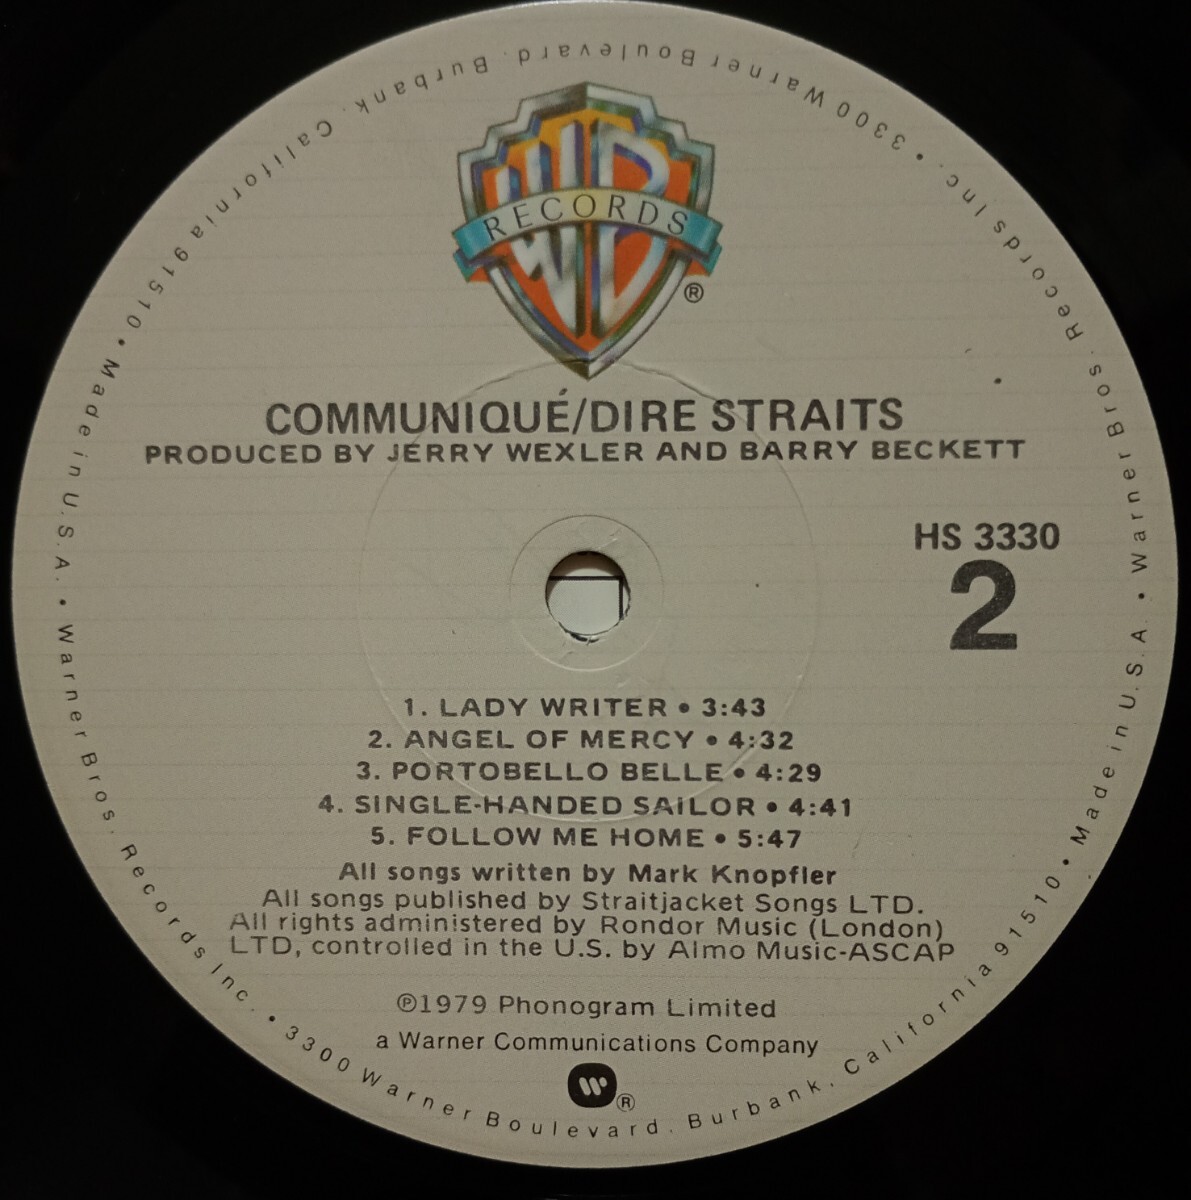 WB
RECORDS
®
COMMUNIQUÉ/DIRE STRAITS
PRODUCED BY JERRY WEXLER AND BARRY BECKETT
HS 3330
2
1. LADY WRITER • 3:43
2. ANGEL OF MERCY • 4:32
3. PORTOBELLO BELLE • 4:29
4. SINGLE-HANDED SAILOR • 4:41
5. FOLLOW ME HOME • 5:47
All songs written by Mark Knopfler
All songs published by Straitjacket Songs LTD.
All rights administered by Rondor Music (London)
LTD, controlled in the U.S. by Almo Music-ASCAP
℗1979 Phonogram Limited
a Warner Communications Company
®
Warner Bros. Records Inc. • 3300 Warner Boulevard. Burbank. California 91510 • Made in U.S.A. • Warner Bros. Records Inc. • 3300 Warner Boulevard. Burbank. California 91510 • Made in U.S.A. •